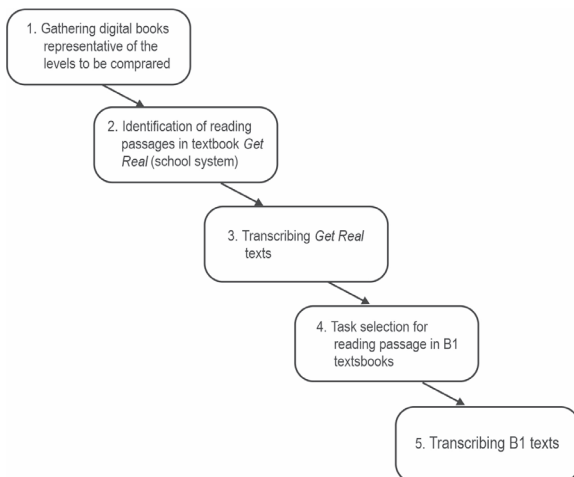 1. Gathering digital books
representative of the
levels to be comprared
2. Identification of reading
passages in textbook Get
Real (school system)
3. Transcribing Get Real
texts
4. Task selection for
reading passage in B1
textsbooks
5. Transcribing B1 texts